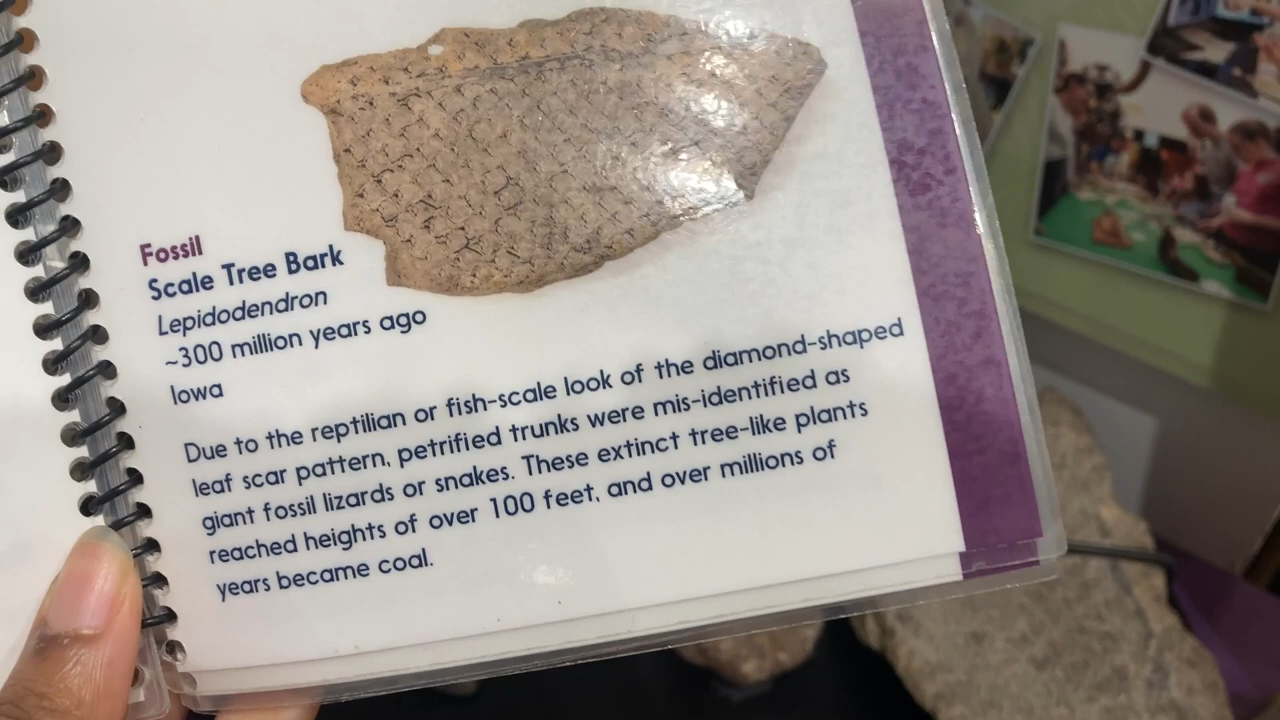 Fossil
Scale Tree Bark
Lepidodendron
~300 million years ago
Iowa
Due to the reptilian or fish-scale look of the diamond-shaped
leaf scar pattern, petrified trunks were mis-identified as
giant fossil lizards or snakes. These extinct tree-like plants
reached heights of over 100 feet, and over millions of
years became coal.